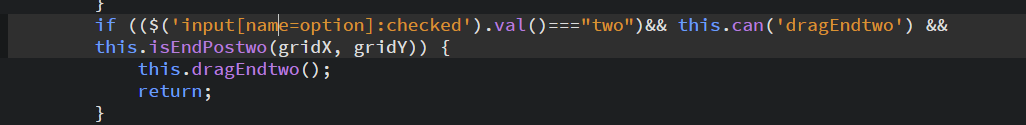 }
if (($('input[name=option]:checked').val()==="two")&& this.can('dragEndtwo') &&
this.isEndPostwo(gridX, gridY)) {
this.dragEndtwo();
return;
}